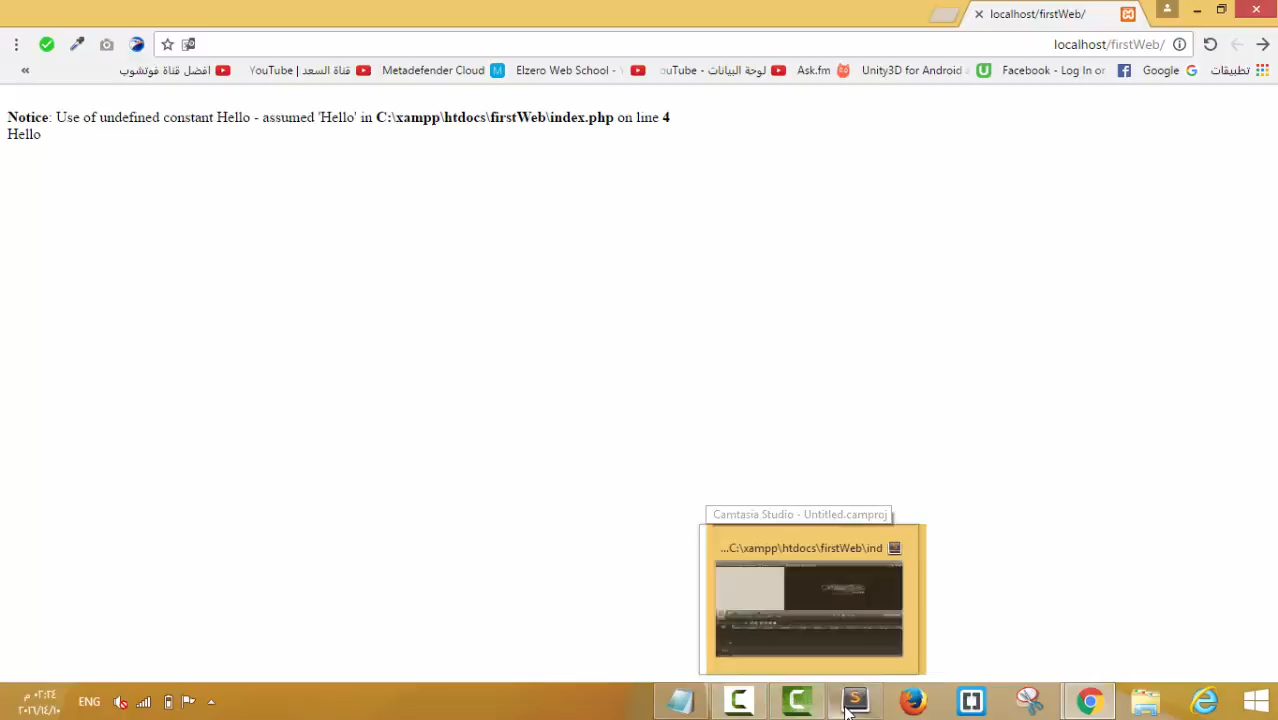 localhost/firstWeb/
localhost/firstWeb/
تطبيقات
Google
Facebook - Log In or
Unity3D for Android
Ask.fm
لوحة البيانات - YouTube
Elzero Web School -
Metadefender Cloud
قناة السعد | YouTube
افضل قناة فوتشوب
«
Notice: Use of undefined constant Hello - assumed 'Hello' in C:\xampp\htdocs\firstWeb\index.php on line 4
Hello
Camtasia Studio - Untitled.camproj
...C:\xampp\htdocs\firstWeb\ind
ENG